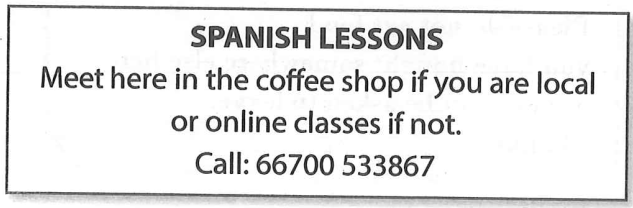 SPANISH LESSONS
Meet here in the coffee shop if you are local
or online classes if not.
Call: 66700 533867